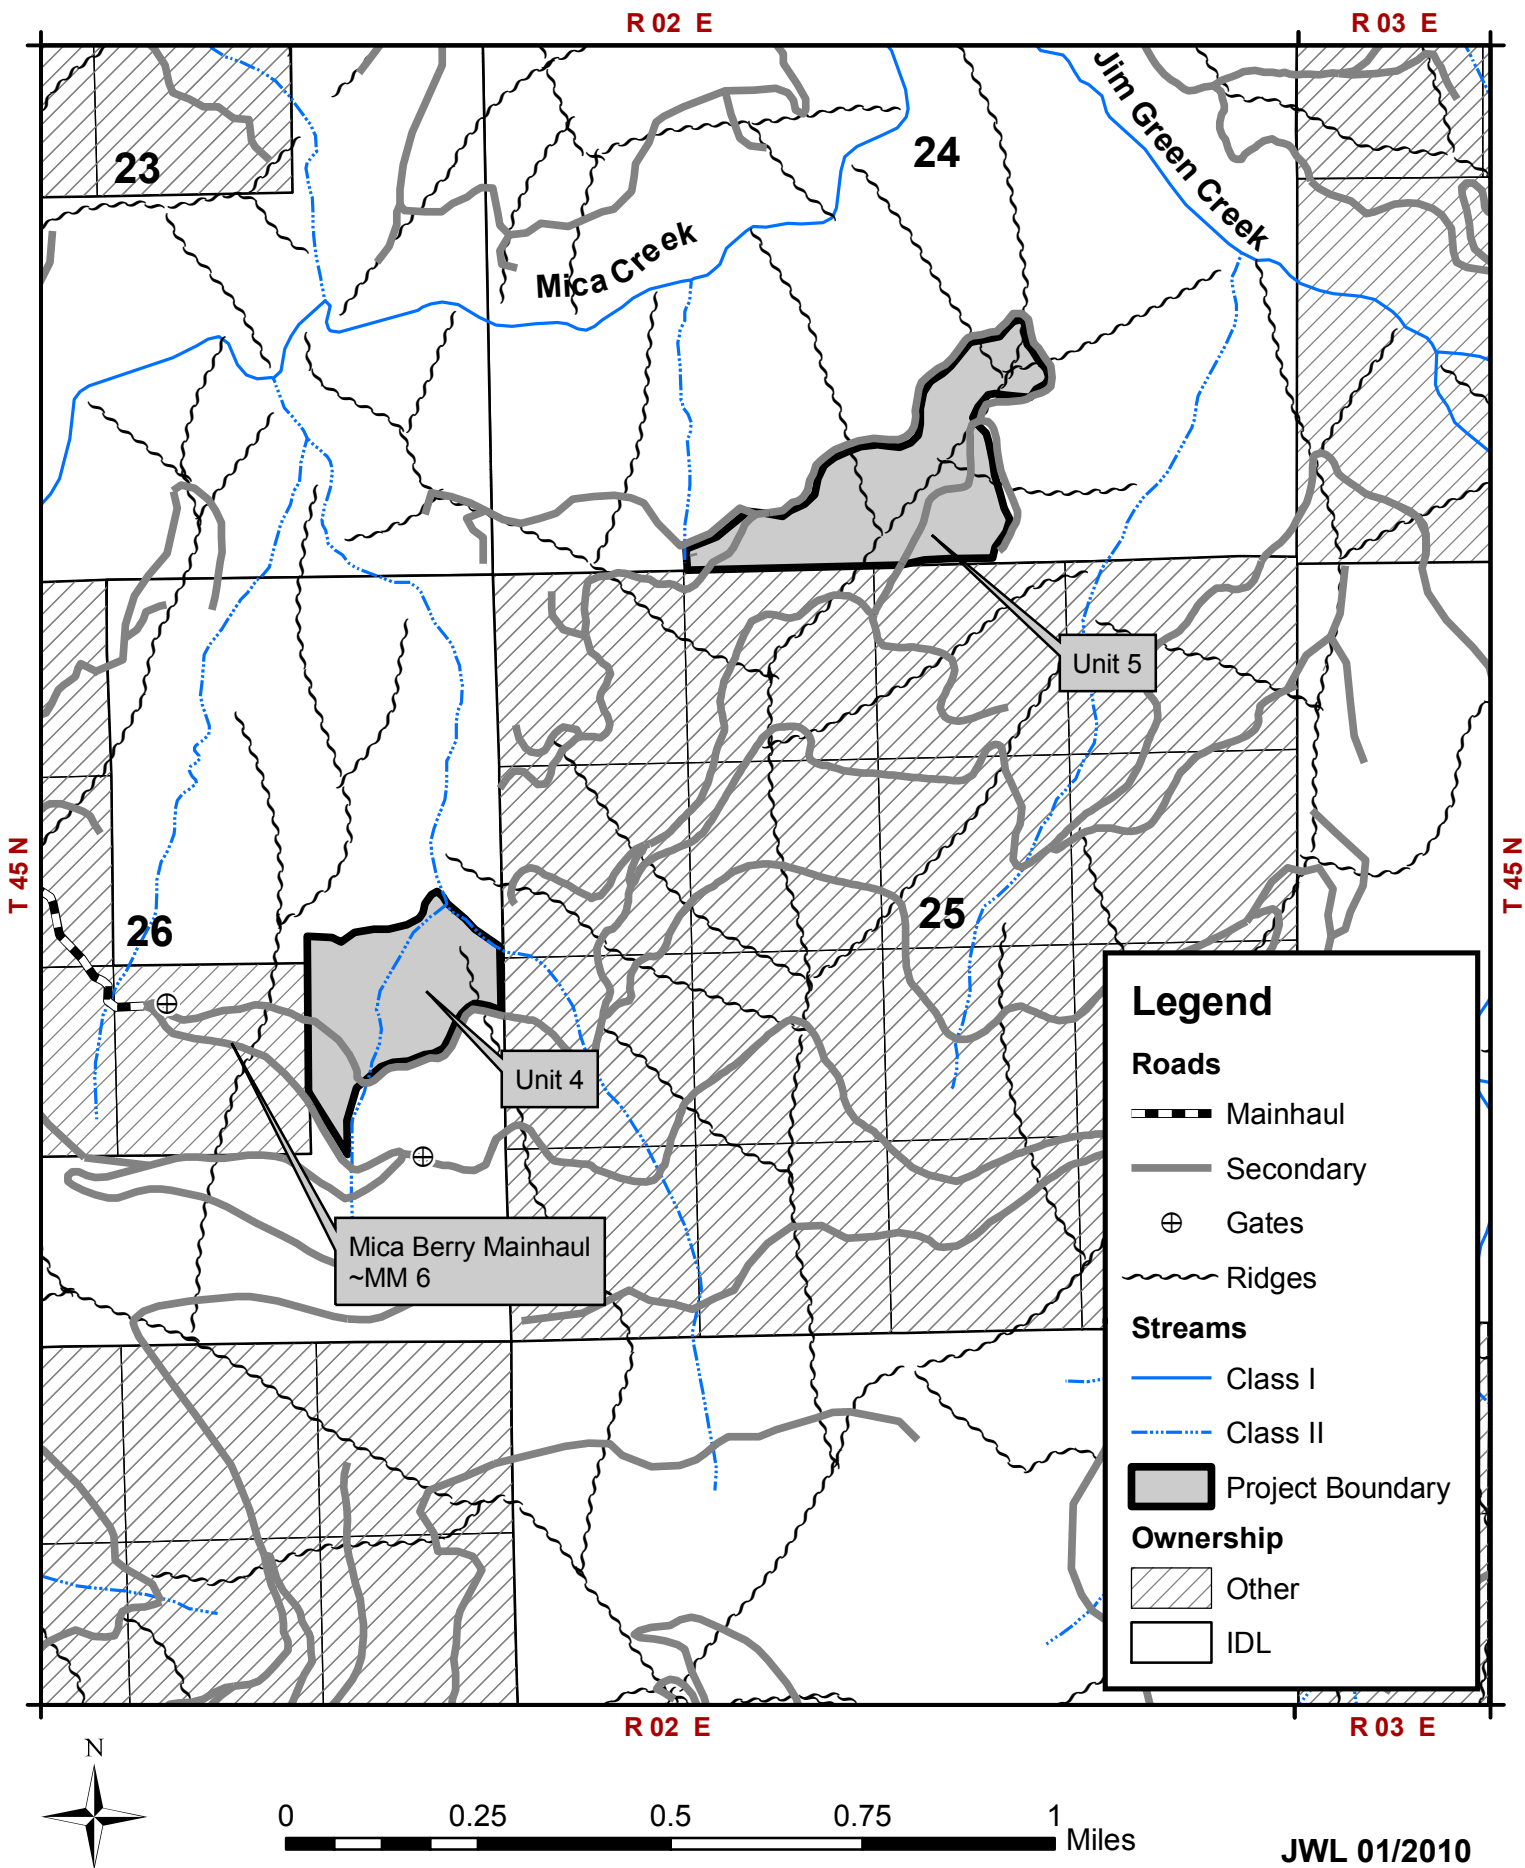 R 02 E
R 03 E
23
24
Jim Green Creek
Mica Creek
Unit 5
T 45 N
T 45 N
26
25
Unit 4
Mica Berry Mainhaul
~MM 6
Legend
Roads
Mainhaul
Secondary
Gates
Ridges
Streams
Class I
Class II
Project Boundary
Ownership
Other
IDL
R 02 E
R 03 E
N
0 0.25 0.5 0.75 1
Miles
JWL 01/2010